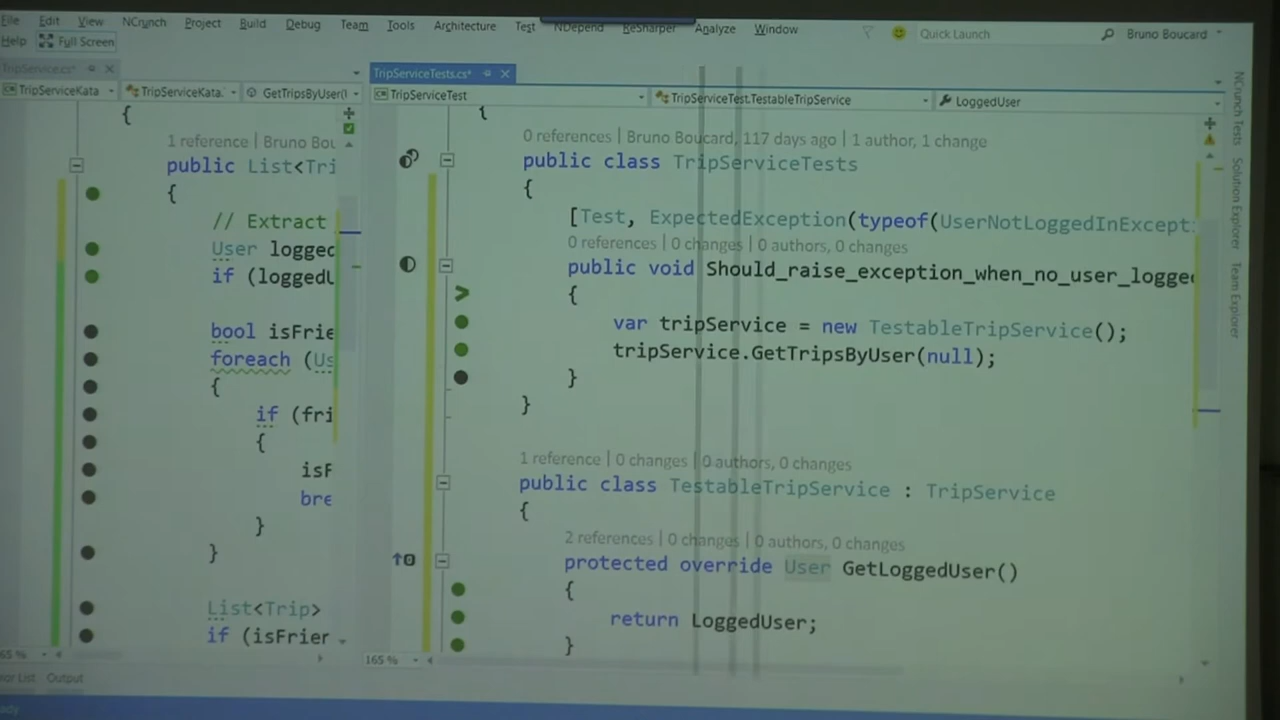 File Edit View NCrunch Project Build Debug Team Tools Architecture Test NDepend ReSharper Analyze Window Quick Launch Bruno Boucard
Help Full Screen
TripService.cs*
TripServiceTests.cs*
TripServiceKata TripServiceKata. GetTripsByUser(
TripServiceTest TripServiceTest.TestableTripService LoggedUser
{
1 reference | Bruno Bou
public List<Tri
{
// Extract
User logged
if (loggedU
bool isFrie
foreach (Us
{
if (fri
{
isF
bre
}
}
List<Trip>
if (isFrier
65 %
{
0 references | Bruno Boucard, 117 days ago | 1 author, 1 change
public class TripServiceTests
{
[Test, ExpectedException(typeof(UserNotLoggedInExcept:
0 references | 0 changes | 0 authors, 0 changes
public void Should_raise_exception_when_no_user_logged
{
var tripService = new TestableTripService();
tripService.GetTripsByUser(null);
}
}
1 reference | 0 changes | 0 authors, 0 changes
public class TestableTripService : TripService
{
2 references | 0 changes | 0 authors, 0 changes
protected override User GetLoggedUser()
{
return LoggedUser;
}
165 %
NCrunch Tests
Solution Explorer
Team Explorer
ror List Output
ady